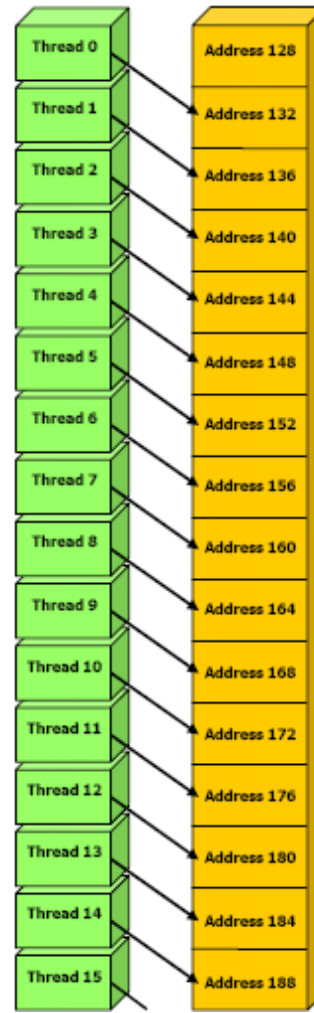 Thread 0
Address 128
Thread 1
Address 132
Thread 2
Address 136
Thread 3
Address 140
Thread 4
Address 144
Thread 5
Address 148
Thread 6
Address 152
Thread 7
Address 156
Thread 8
Address 160
Thread 9
Address 164
Thread 10
Address 168
Thread 11
Address 172
Thread 12
Address 176
Thread 13
Address 180
Thread 14
Address 184
Thread 15
Address 188